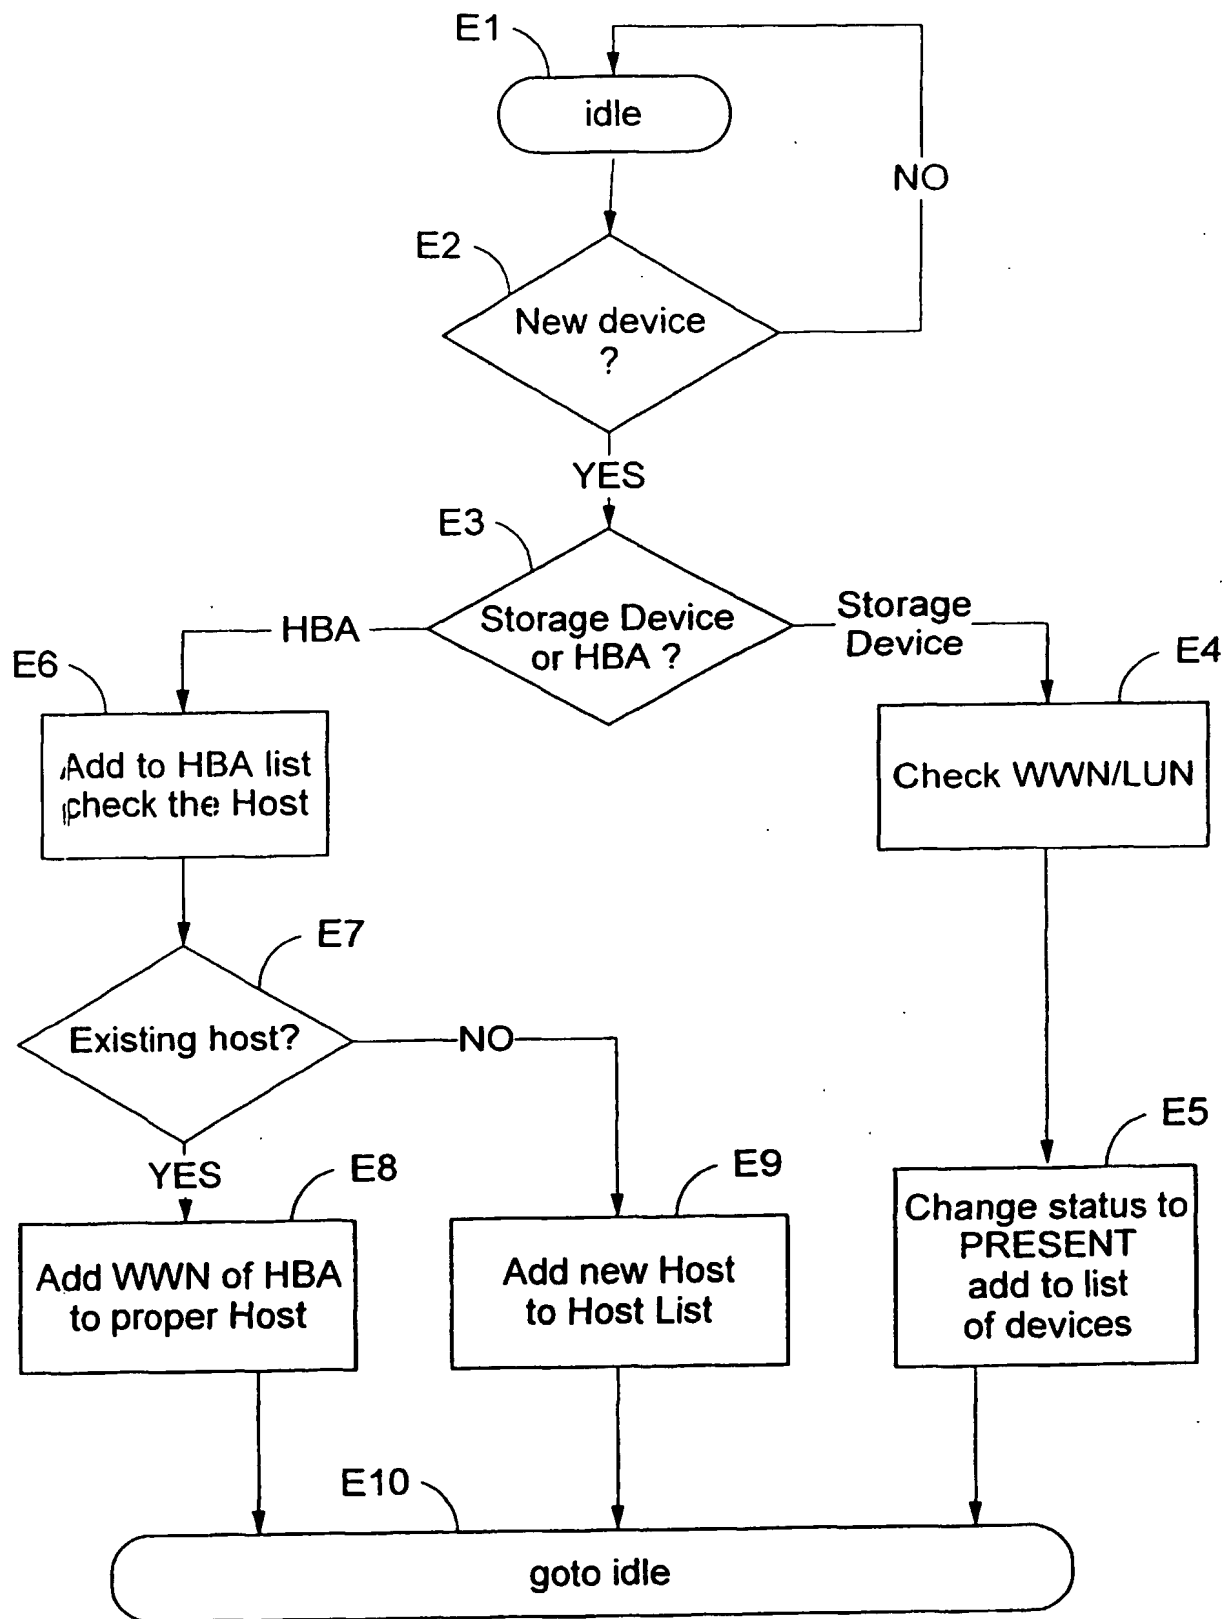 E1
idle
NO
E2
New device
?
YES
E3
Storage Device
or HBA ?
HBA
Storage
Device
E6
Add to HBA list
check the Host
E4
Check WWN/LUN
E7
Existing host?
NO
YES
E8
Add WWN of HBA
to proper Host
E9
Add new Host
to Host List
E5
Change status to
PRESENT
add to list
of devices
E10
goto idle